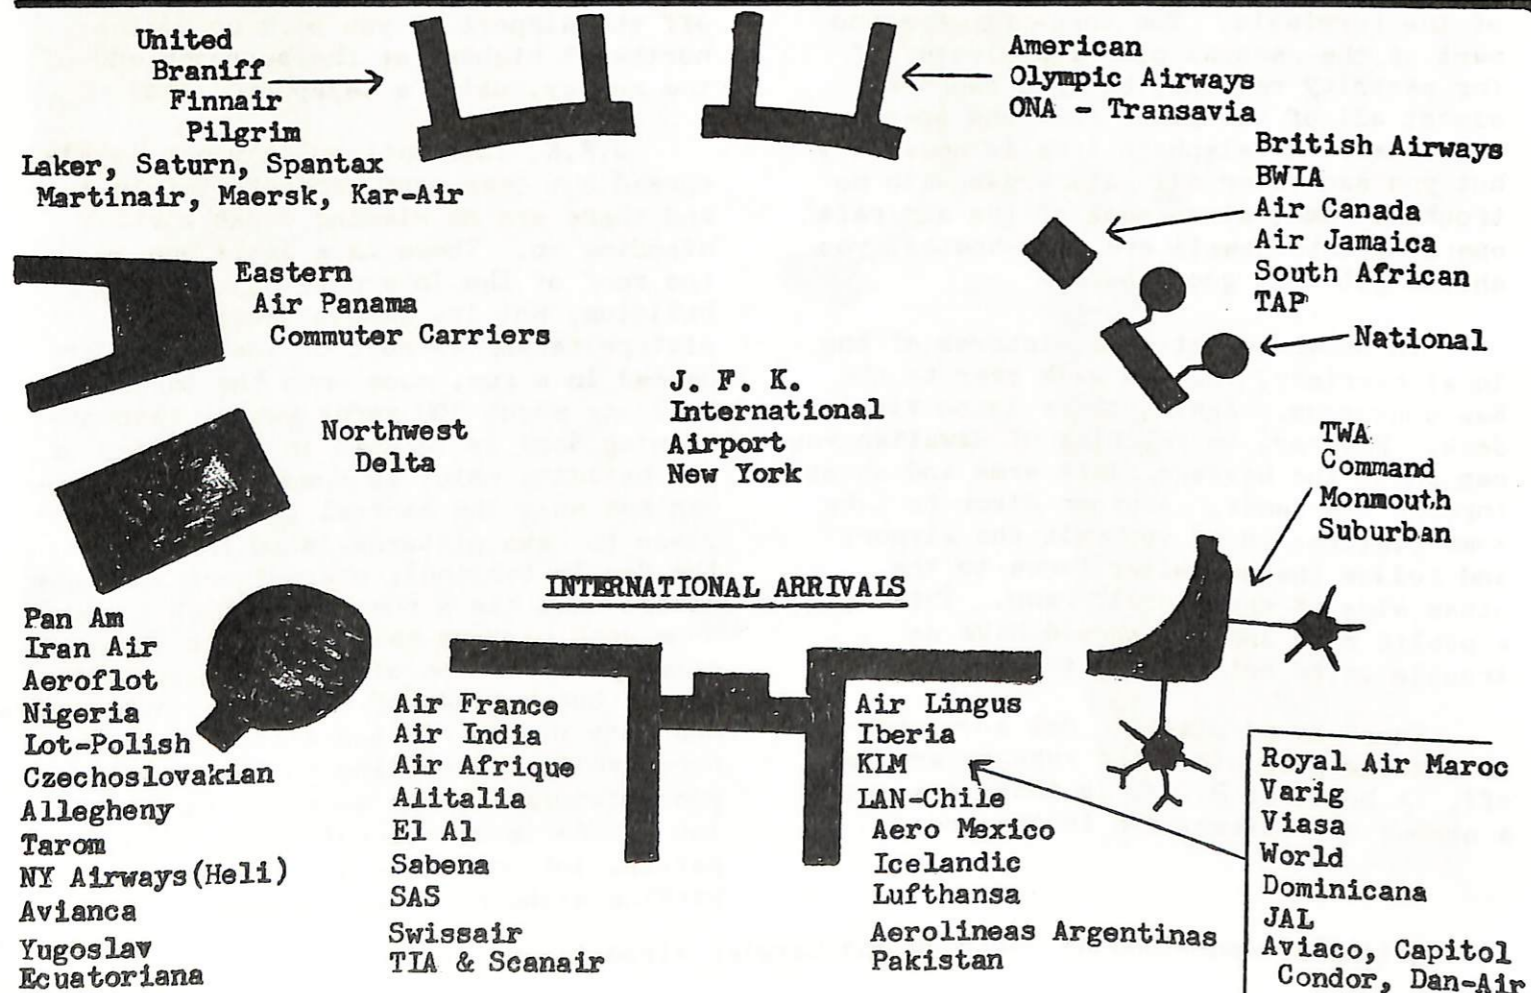 United
Braniff
Finnair
Pilgrim
Laker, Saturn, Spantax
Martinair, Maersk, Kar-Air
American
Olympic Airways
ONA - Transavia
British Airways
BWIA
Air Canada
Air Jamaica
South African
TAP
National
Eastern
Air Panama
Commuter Carriers
Northwest
Delta
J. F. K.
International
Airport
New York
TWA
Command
Monmouth
Suburban
INTERNATIONAL ARRIVALS
Pan Am
Iran Air
Aeroflot
Nigeria
Lot-Polish
Czechoslovakian
Allegheny
Tarom
NY Airways(Heli)
Avianca
Yugoslav
Ecuatoriana
Air France
Air India
Air Afrique
Alitalia
El Al
Sabena
SAS
Swissair
TIA & Scanair
Air Lingus
Iberia
KLM
LAN-Chile
Aero Mexico
Icelandic
Lufthansa
Aerolineas Argentinas
Pakistan
Royal Air Maroc
Varig
Viasa
World
Dominicana
JAL
Aviaco, Capitol
Condor, Dan-Air